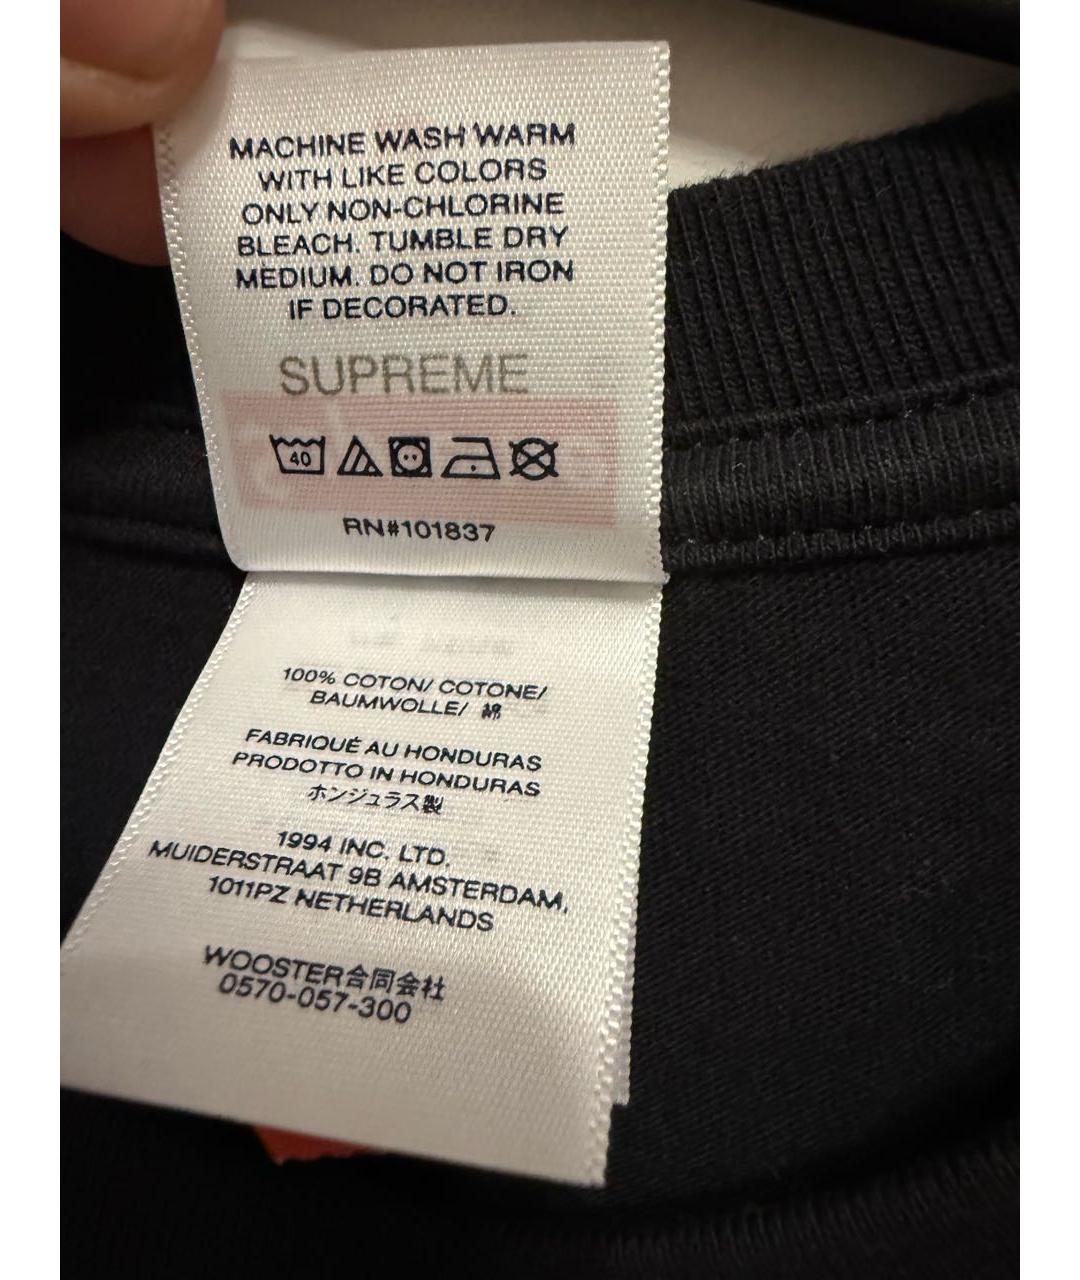 MACHINE WASH WARM
WITH LIKE COLORS
ONLY NON-CHLORINE
BLEACH. TUMBLE DRY
MEDIUM. DO NOT IRON
IF DECORATED.
SUPREME
40
RN#101837
100% COTON/ COTONE/
BAUMWOLLE/ 綿
FABRIQUÉ AU HONDURAS
PRODOTTO IN HONDURAS
ホンジュラス製
1994 INC. LTD.
MUIDERSTRAAT 9B AMSTERDAM,
1011PZ NETHERLANDS
WOOSTER合同会社
0570-057-300